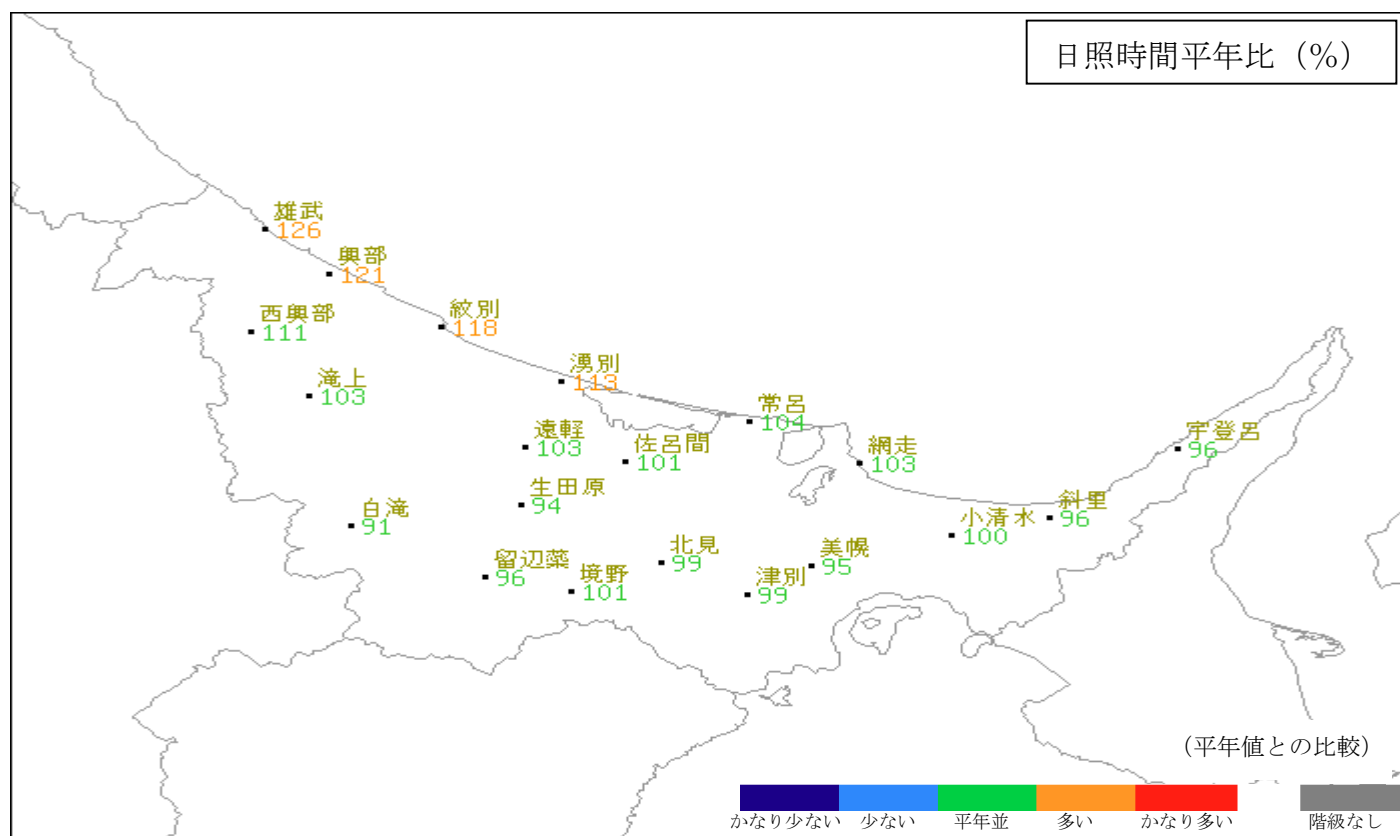 日照時間平年比（％）
雄武
126
興部
121
西興部
111
紋別
118
滝上
103
湧別
113
常呂
104
遠軽
103
佐呂間
101
網走
103
宇登呂
96
生田原
94
白滝
91
斜里
96
小清水
100
北見
99
美幌
95
留辺蘂
96
境野
101
津別
99
（平年値との比較）
かなり少ない 少ない 平年並 多い かなり多い 階級なし